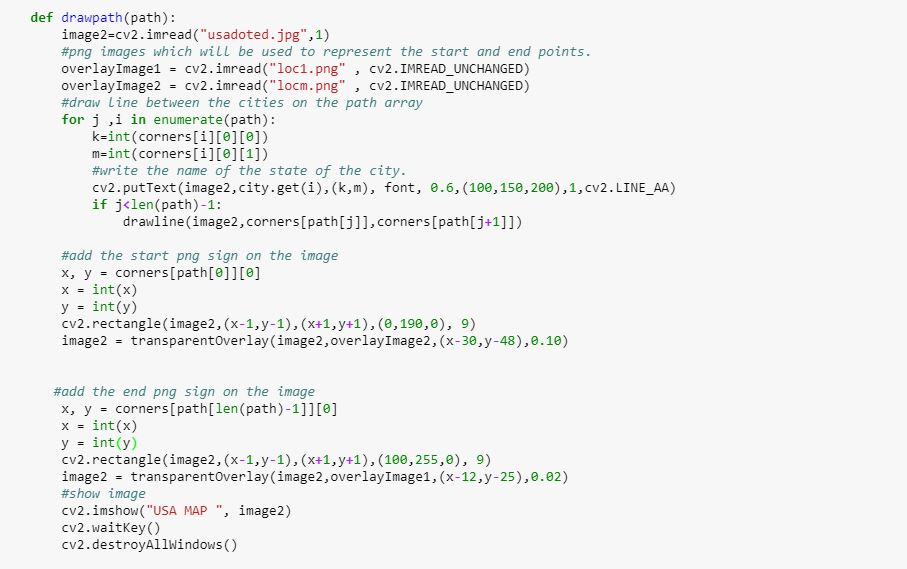 def drawpath(path):
    image2=cv2.imread("usadoted.jpg",1)
    #png images which will be used to represent the start and end points.
    overlayImage1 = cv2.imread("loc1.png" , cv2.IMREAD_UNCHANGED)
    overlayImage2 = cv2.imread("locm.png" , cv2.IMREAD_UNCHANGED)
    #draw line between the cities on the path array
    for j ,i in enumerate(path):
        k=int(corners[i][0][0])
        m=int(corners[i][0][1])
        #write the name of the state of the city.
        cv2.putText(image2,city.get(i),(k,m), font, 0.6,(100,150,200),1,cv2.LINE_AA)
        if j<len(path)-1:
            drawline(image2,corners[path[j]],corners[path[j+1]])
    #add the start png sign on the image
    x, y = corners[path[0]][0]
    x = int(x)
    y = int(y)
    cv2.rectangle(image2,(x-1,y-1),(x+1,y+1),(0,190,0), 9)
    image2 = transparentOverlay(image2,overlayImage2,(x-30,y-48),0.10)
   #add the end png sign on the image
    x, y = corners[path[len(path)-1]][0]
    x = int(x)
    y = int(y)
    cv2.rectangle(image2,(x-1,y-1),(x+1,y+1),(100,255,0), 9)
    image2 = transparentOverlay(image2,overlayImage1,(x-12,y-25),0.02)
    #show image
    cv2.imshow("USA MAP ", image2)
    cv2.waitKey()
    cv2.destroyAllWindows()